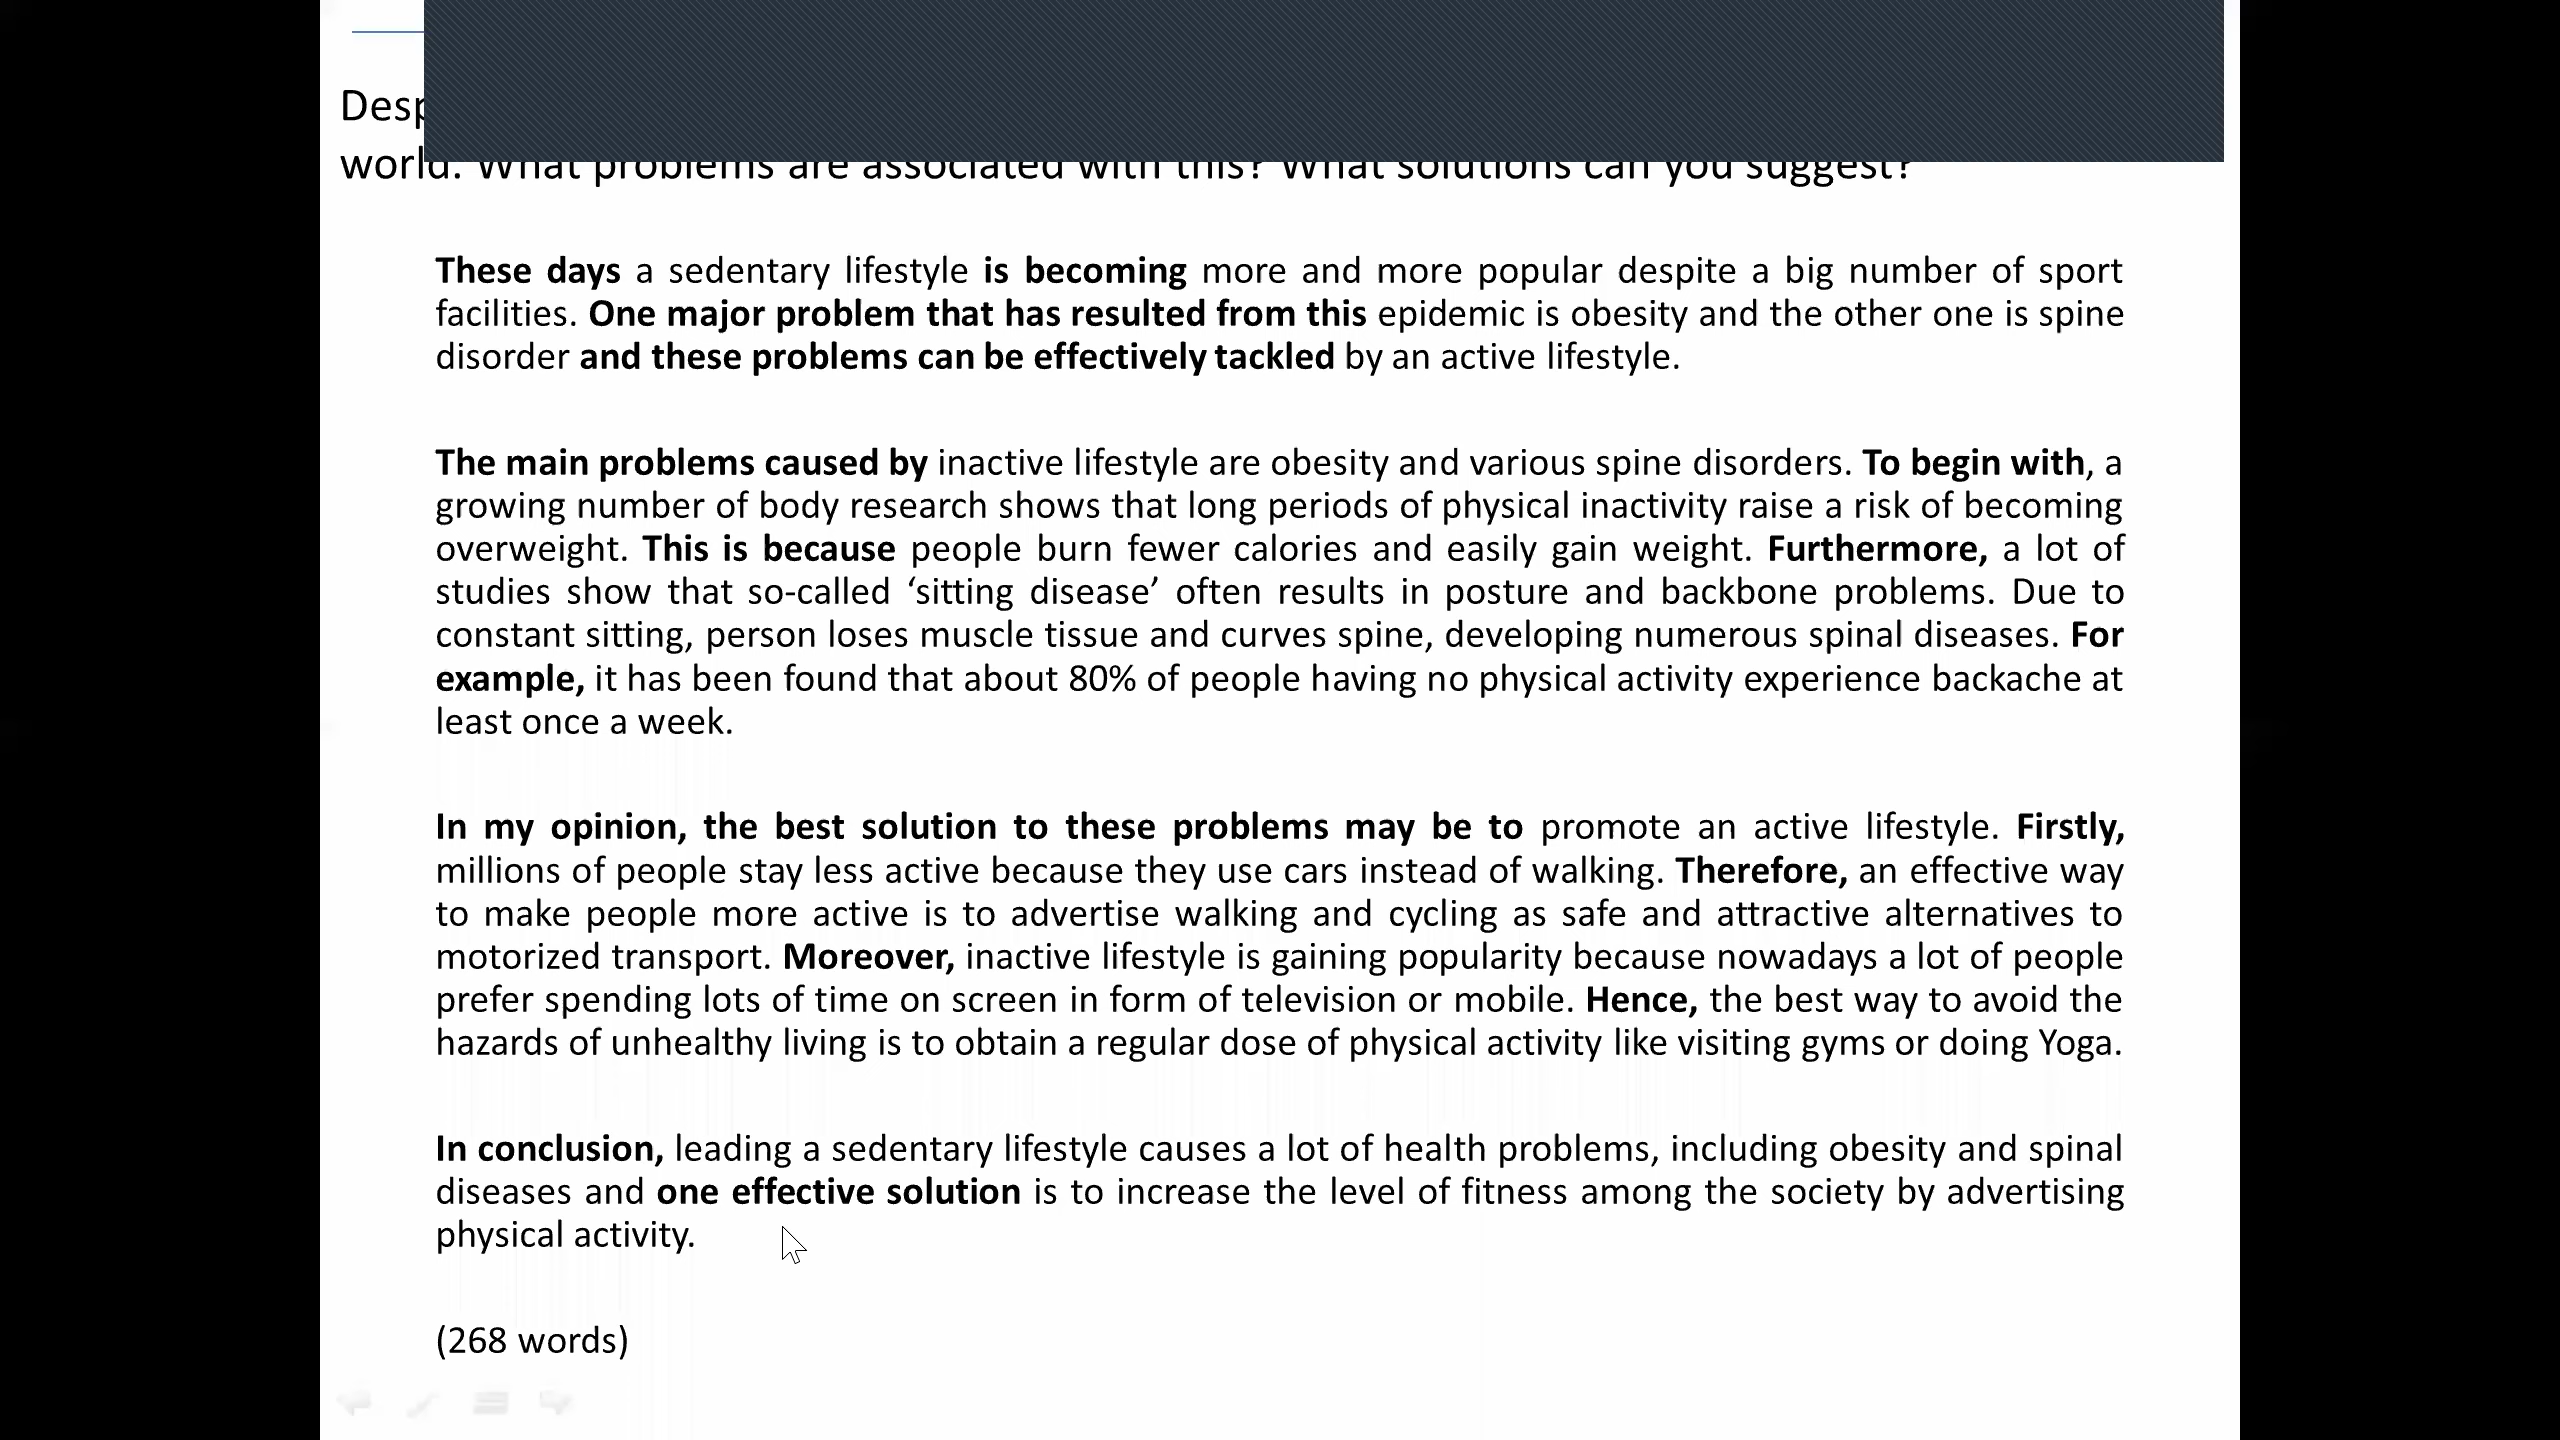 world. What problems are associated with this? What solutions can you suggest?
These days a sedentary lifestyle is becoming more and more popular despite a big number of sport
facilities. One major problem that has resulted from this epidemic is obesity and the other one is spine
disorder and these problems can be effectively tackled by an active lifestyle.
The main problems caused by inactive lifestyle are obesity and various spine disorders. To begin with, a
growing number of body research shows that long periods of physical inactivity raise a risk of becoming
overweight. This is because people burn fewer calories and easily gain weight. Furthermore, a lot of
studies show that so-called ‘sitting disease’ often results in posture and backbone problems. Due to
constant sitting, person loses muscle tissue and curves spine, developing numerous spinal diseases. For
example, it has been found that about 80% of people having no physical activity experience backache at
least once a week.
In my opinion, the best solution to these problems may be to promote an active lifestyle. Firstly,
millions of people stay less active because they use cars instead of walking. Therefore, an effective way
to make people more active is to advertise walking and cycling as safe and attractive alternatives to
motorized transport. Moreover, inactive lifestyle is gaining popularity because nowadays a lot of people
prefer spending lots of time on screen in form of television or mobile. Hence, the best way to avoid the
hazards of unhealthy living is to obtain a regular dose of physical activity like visiting gyms or doing Yoga.
In conclusion, leading a sedentary lifestyle causes a lot of health problems, including obesity and spinal
diseases and one effective solution is to increase the level of fitness among the society by advertising
physical activity.
(268 words)